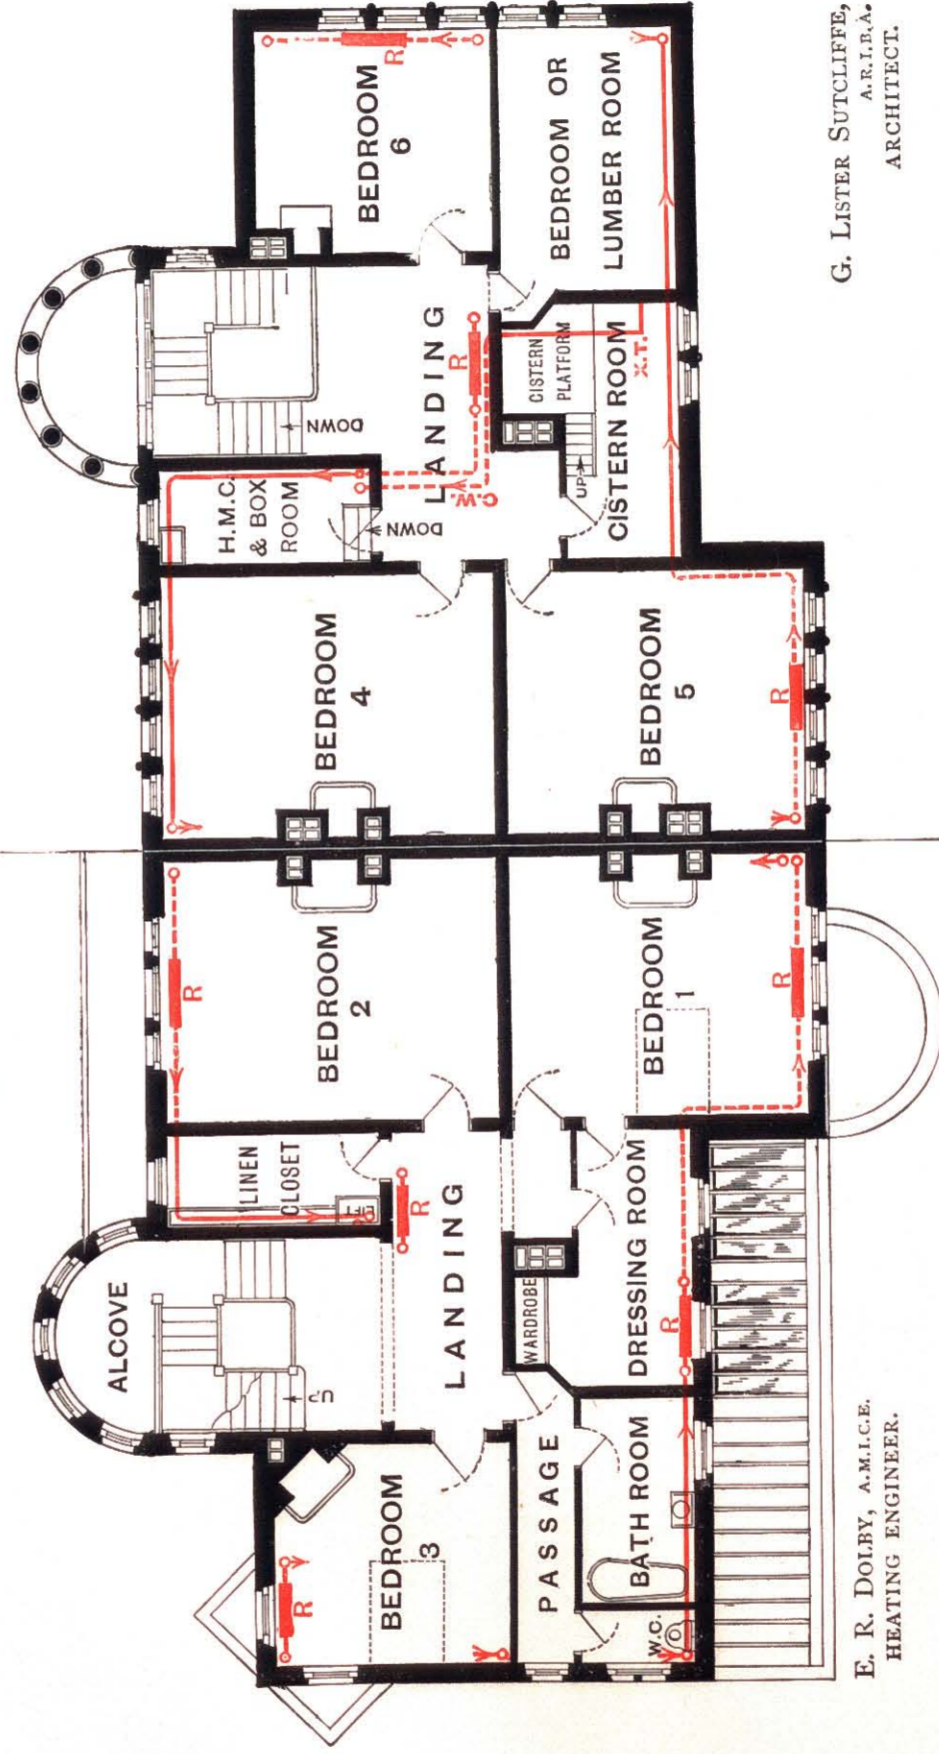 ALCOVE
UP
LINEN
CLOSET
LIFT
BEDROOM
2
R
BEDROOM
3
R
LANDING
R
PASSAGE
WARDROBE
BATH ROOM
W.C.
DRESSING ROOM
R
BEDROOM
1
R
H.M.C.
& BOX
ROOM
DOWN
DOWN
BEDROOM
4
LANDING
R
C.W.
BEDROOM
6
R
BEDROOM OR
LUMBER ROOM
CISTERN
PLATFORM
UP
CISTERN ROOM
X.T.
BEDROOM
5
R
E. R. DOLBY, A.M.I.C.E.
HEATING ENGINEER.
G. LISTER SUTCLIFFE,
A.R.I.B.A.
ARCHITECT.